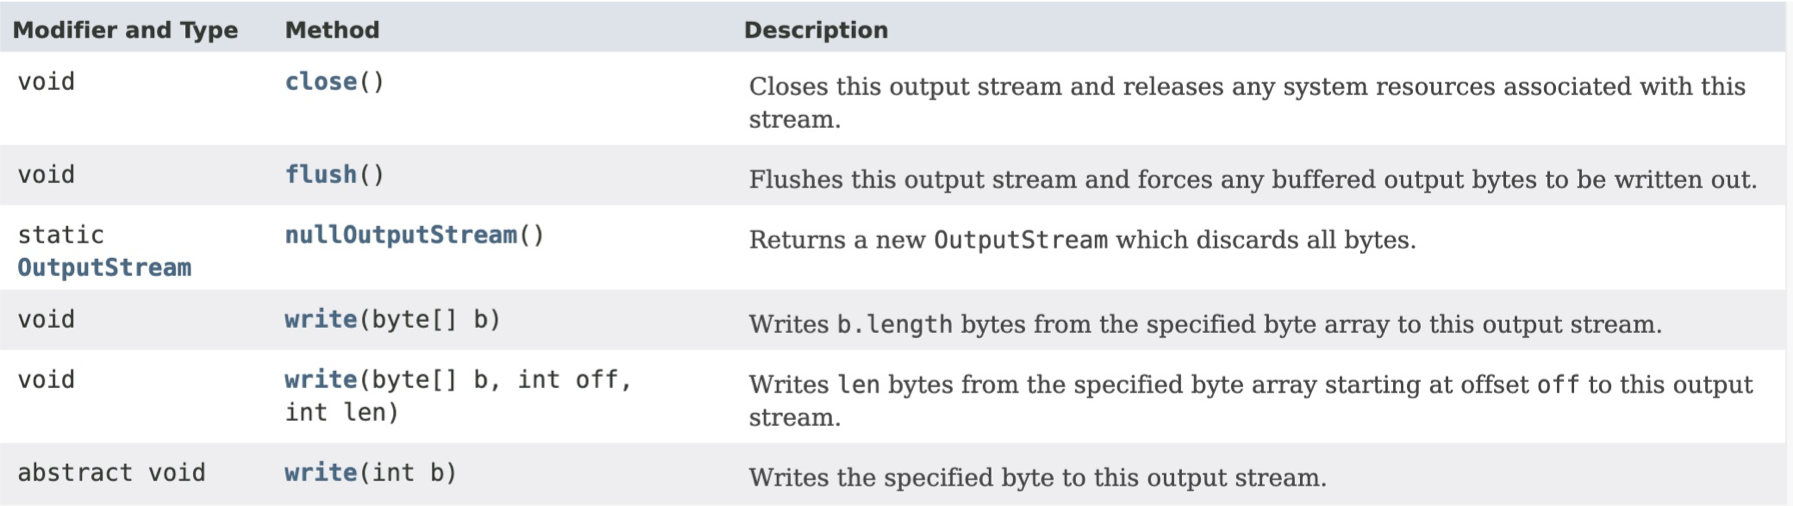 Modifier and Type Method Description
void close() Closes this output stream and releases any system resources associated with this
stream.
void flush() Flushes this output stream and forces any buffered output bytes to be written out.
static nullOutputStream() Returns a new OutputStream which discards all bytes.
OutputStream
void write(byte[] b) Writes b.length bytes from the specified byte array to this output stream.
void write(byte[] b, int off, Writes len bytes from the specified byte array starting at offset off to this output
int len) stream.
abstract void write(int b) Writes the specified byte to this output stream.